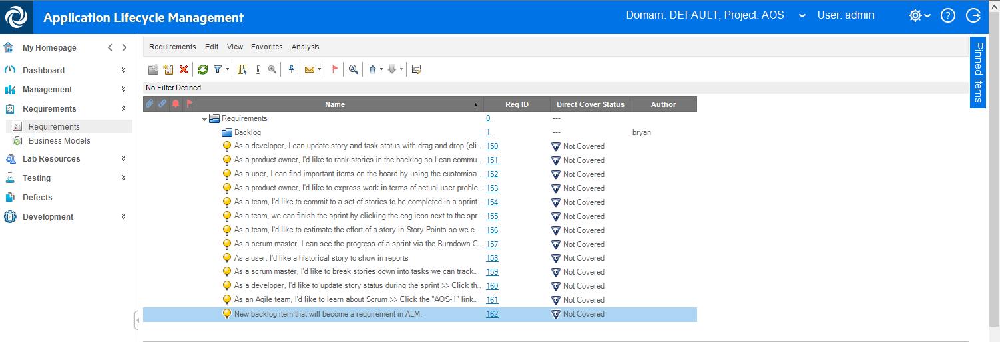 Application Lifecycle Management
Domain: DEFAULT, Project: AOS User: admin
My Homepage
Dashboard
Management
Requirements
Requirements
Business Models
Lab Resources
Testing
Defects
Development
Requirements Edit View Favorites Analysis
No Filter Defined
Name Req ID Direct Cover Status Author
Requirements 0 ---
Backlog 1 --- bryan
As a developer, I can update story and task status with drag and drop (cli... 150 Not Covered
As a product owner, I'd like to rank stories in the backlog so I can commu... 151 Not Covered
As a user, I can find important items on the board by using the customisa... 152 Not Covered
As a product owner, I'd like to express work in terms of actual user proble... 153 Not Covered
As a team, I'd like to commit to a set of stories to be completed in a sprint... 154 Not Covered
As a team, we can finish the sprint by clicking the cog icon next to the spr... 155 Not Covered
As a team, I'd like to estimate the effort of a story in Story Points so we c... 156 Not Covered
As a scrum master, I can see the progress of a sprint via the Burndown C... 157 Not Covered
As a user, I'd like a historical story to show in reports 158 Not Covered
As a scrum master, I'd like to break stories down into tasks we can track... 159 Not Covered
As a developer, I'd like to update story status during the sprint >> Click th... 160 Not Covered
As an Agile team, I'd like to learn about Scrum >> Click the "AOS-1" link... 161 Not Covered
New backlog item that will become a requirement in ALM. 162 Not Covered
Pinned Items